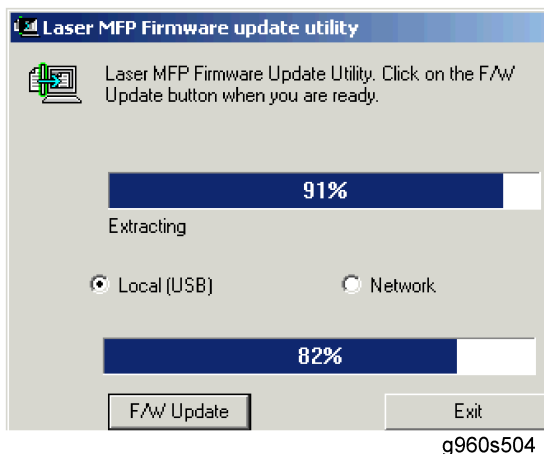 Laser MFP Firmware update utility
Laser MFP Firmware Update Utility. Click on the F/W
Update button when you are ready.
91%
Extracting
Local (USB) Network
82%
F/W Update Exit
g960s504